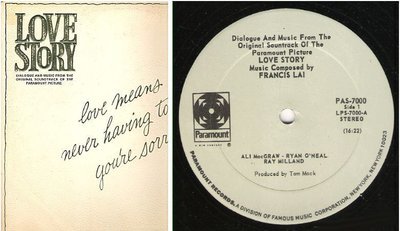 LOVE
STORY
DIALOGUE AND MUSIC FROM THE
ORIGINAL SOUNDTRACK OF THE
PARAMOUNT PICTURE
love means
never having to
you're sorr
Dialogue And Music From The
Original Soundtrack Of The
Paramount Picture
LOVE STORY
Music Composed by
FRANCIS LAI
PAS-7000
Side 1
LPS-7000-A
STEREO
(16:22)
Paramount
ALI MacGRAW - RYAN O'NEAL
RAY MILLAND
Produced by Tom Mack
PARAMOUNT RECORDS, A DIVISION OF FAMOUS MUSIC CORPORATION, NEW YORK, NEW YORK 10023